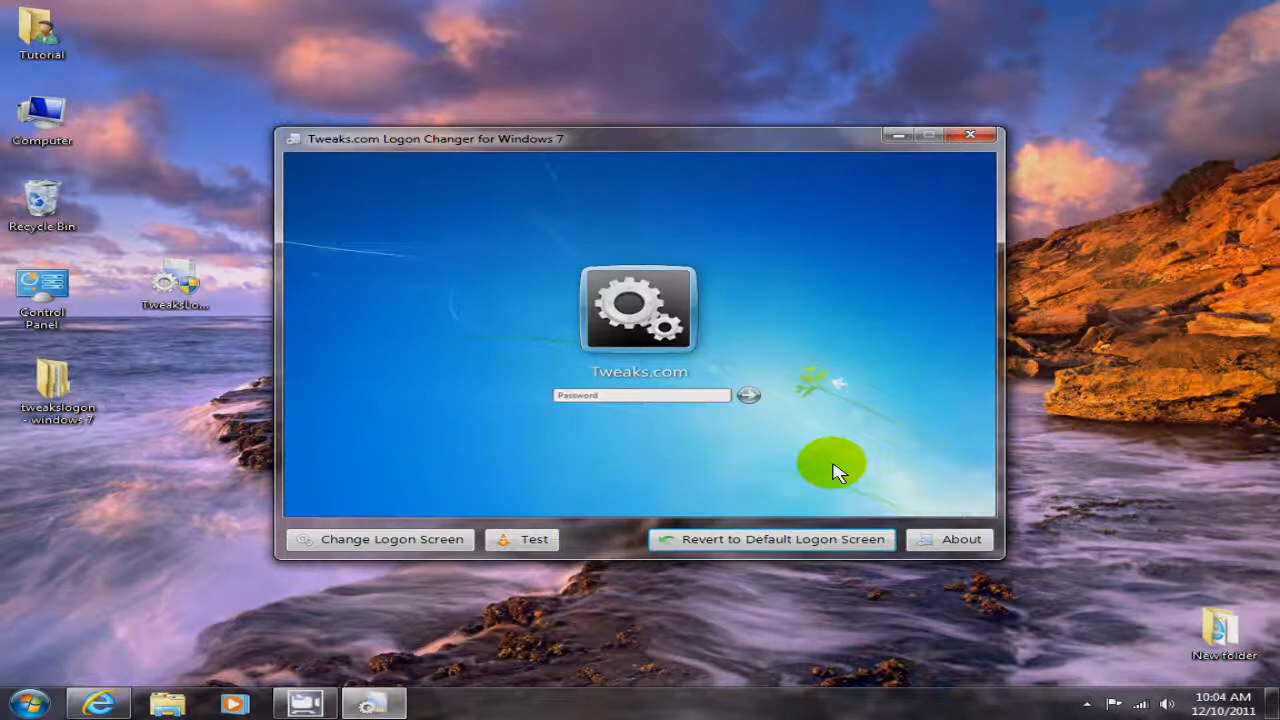 Tutorial
Computer
Recycle Bin
Control
Panel
TweaksLo...
tweakslogon
- windows 7
Tweaks.com Logon Changer for Windows 7
Tweaks.com
Password
Change Logon Screen
Test
Revert to Default Logon Screen
About
New folder
10:04 AM
12/10/2011